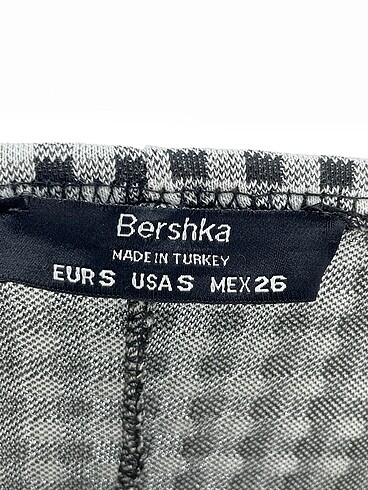 Bershka
MADE IN TURKEY
EUR S USA S MEX 26